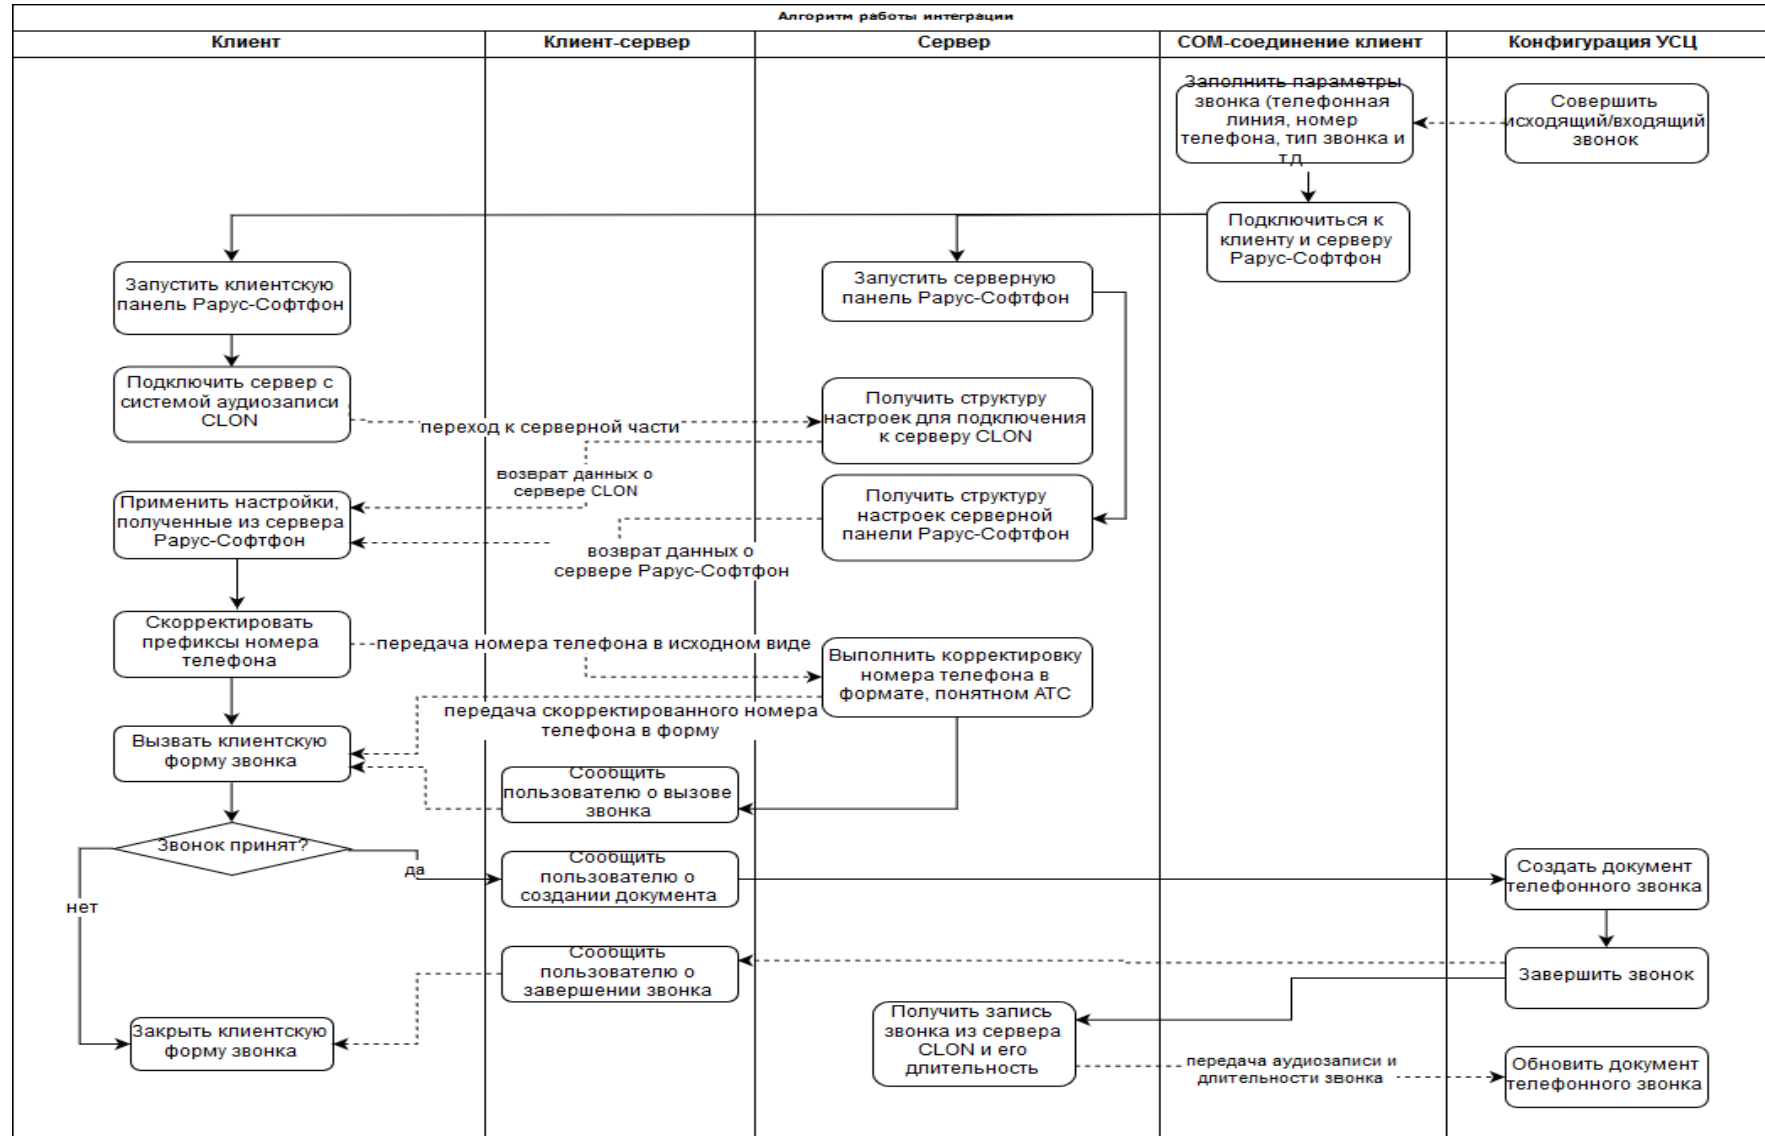 Алгоритм работы интеграции
Клиент
Клиент-сервер
Сервер
COM-соединение клиент
Конфигурация УСЦ
Заполнить параметры
звонка (телефонная
линия, номер
телефона, тип звонка и
т.д
Совершить
исходящий/входящий
звонок
Подключиться к
клиенту и серверу
Рарус-Софтфон
Запустить клиентскую
панель Рарус-Софтфон
Запустить серверную
панель Рарус-Софтфон
Подключить сервер с
системой аудиозаписи
CLON
переход к серверной части
Получить структуру
настроек для подключения
к серверу CLON
возврат данных о
сервере CLON
Применить настройки,
полученные из сервера
Рарус-Софтфон
Получить структуру
настроек серверной
панели Рарус-Софтфон
возврат данных о
сервере Рарус-Софтфон
Скорректировать
префиксы номера
телефона
передача номера телефона в исходном виде
Выполнить корректировку
номера телефона в
формате, понятном АТС
передача скорректированного номера
телефона в форму
Вызвать клиентскую
форму звонка
Сообщить
пользователю о вызове
звонка
Звонок принят?
да
нет
Сообщить
пользователю о
создании документа
Создать документ
телефонного звонка
Сообщить
пользователю о
завершении звонка
Завершить звонок
Закрыть клиентскую
форму звонка
Получить запись
звонка из сервера
CLON и его
длительность
передача аудиозаписи и
длительности звонка
Обновить документ
телефонного звонка